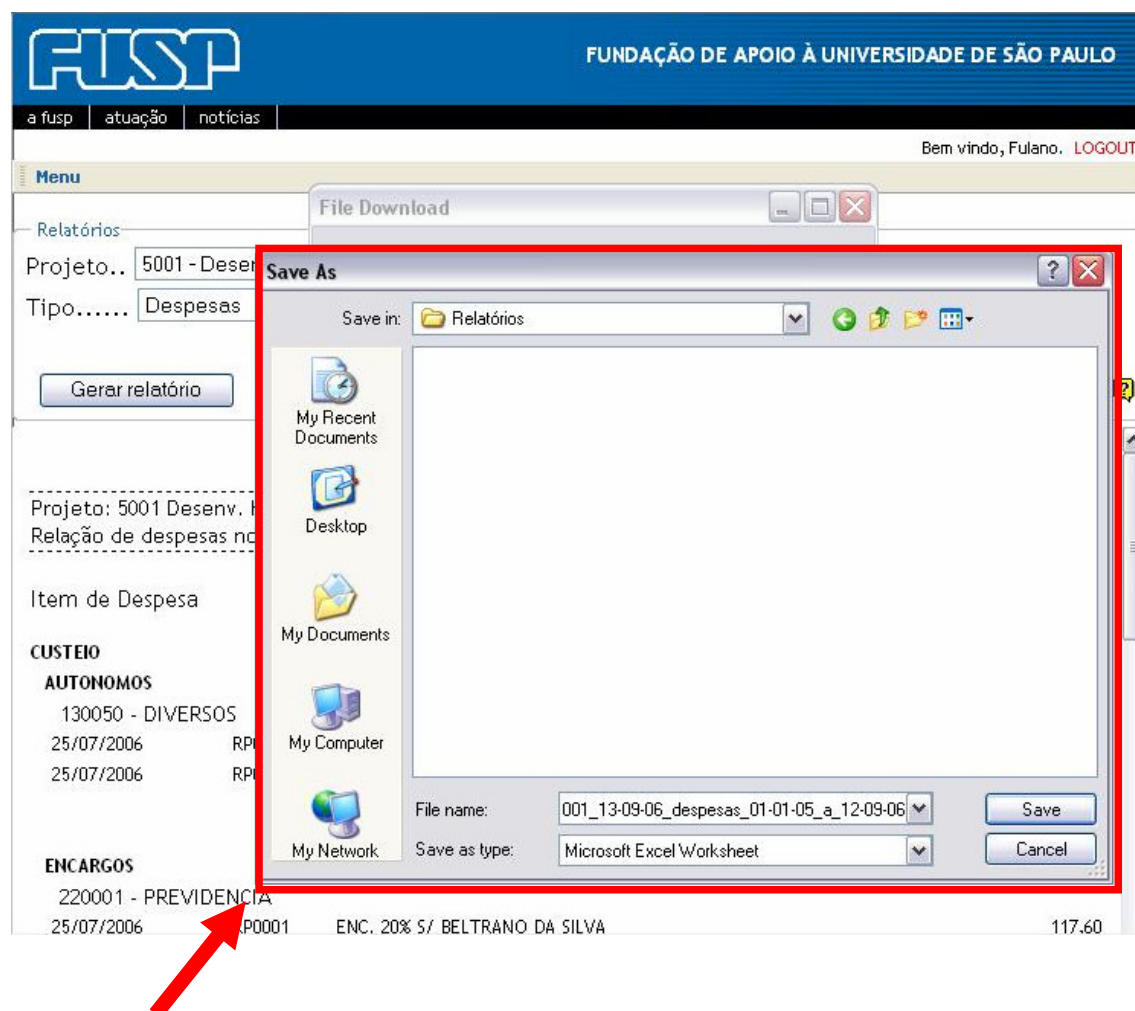 FUSP
FUNDAÇÃO DE APOIO À UNIVERSIDADE DE SÃO PAULO
a fusp | atuação | notícias
Bem vindo, Fulano. LOGOUT
Menu
File Download
Relatórios
Projeto.. 5001 - Desen
Save As
Tipo...... Despesas
Save in: Relatórios
Gerar relatório
My Recent
Documents
Projeto: 5001 Desenv.
Desktop
Relação de despesas no
Item de Despesa
My Documents
CUSTEIO
AUTONOMOS
130050 - DIVERSOS
25/07/2006
My Computer
25/07/2006
File name: 001_13-09-06_despesas_01-01-05_a_12-09-06 Save
My Network Save as type: Microsoft Excel Worksheet Cancel
ENCARGOS
220001 - PREVIDENCIA
25/07/2006 P0001 ENC. 20% S/ BELTRANO DA SILVA 117,60